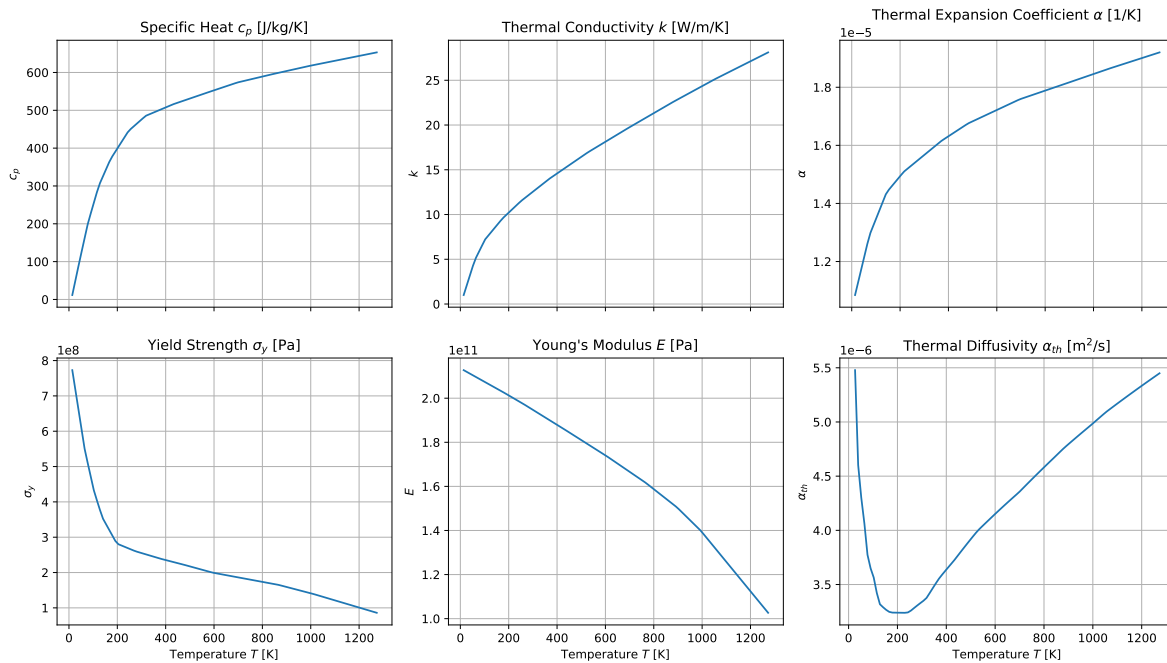 Specific Heat $c_p$ [J/kg/K]
600
500
400
300
200
100
0
$c_p$
Thermal Conductivity $k$ [W/m/K]
25
20
15
10
5
0
$k$
Thermal Expansion Coefficient $\alpha$ [1/K]
1e−5
1.8
1.6
1.4
1.2
$\alpha$
Yield Strength $\sigma_y$ [Pa]
1e8
8
7
6
5
4
3
2
1
$\sigma_y$
0 200 400 600 800 1000 1200
Temperature $T$ [K]
Young's Modulus $E$ [Pa]
1e11
2.0
1.8
1.6
1.4
1.2
1.0
$E$
0 200 400 600 800 1000 1200
Temperature $T$ [K]
Thermal Diffusivity $\alpha_{th}$ [m$^2$/s]
1e−6
5.5
5.0
4.5
4.0
3.5
$\alpha_{th}$
0 200 400 600 800 1000 1200
Temperature $T$ [K]